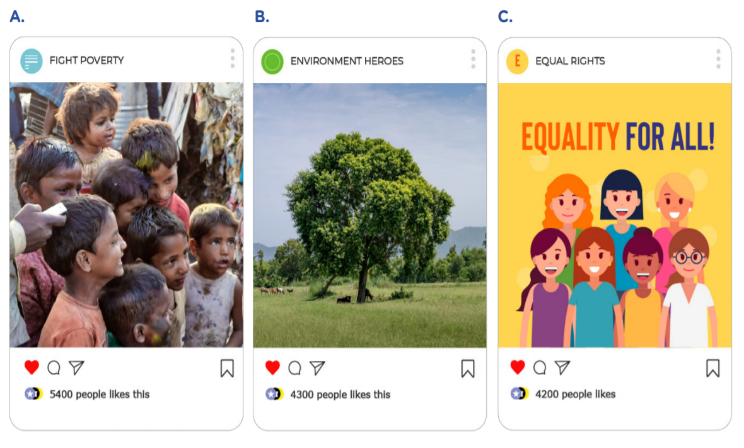 A.
B.
C.
FIGHT POVERTY
ENVIRONMENT HEROES
E
EQUAL RIGHTS
EQUALITY FOR ALL!
5400 people likes this
4300 people likes this
4200 people likes